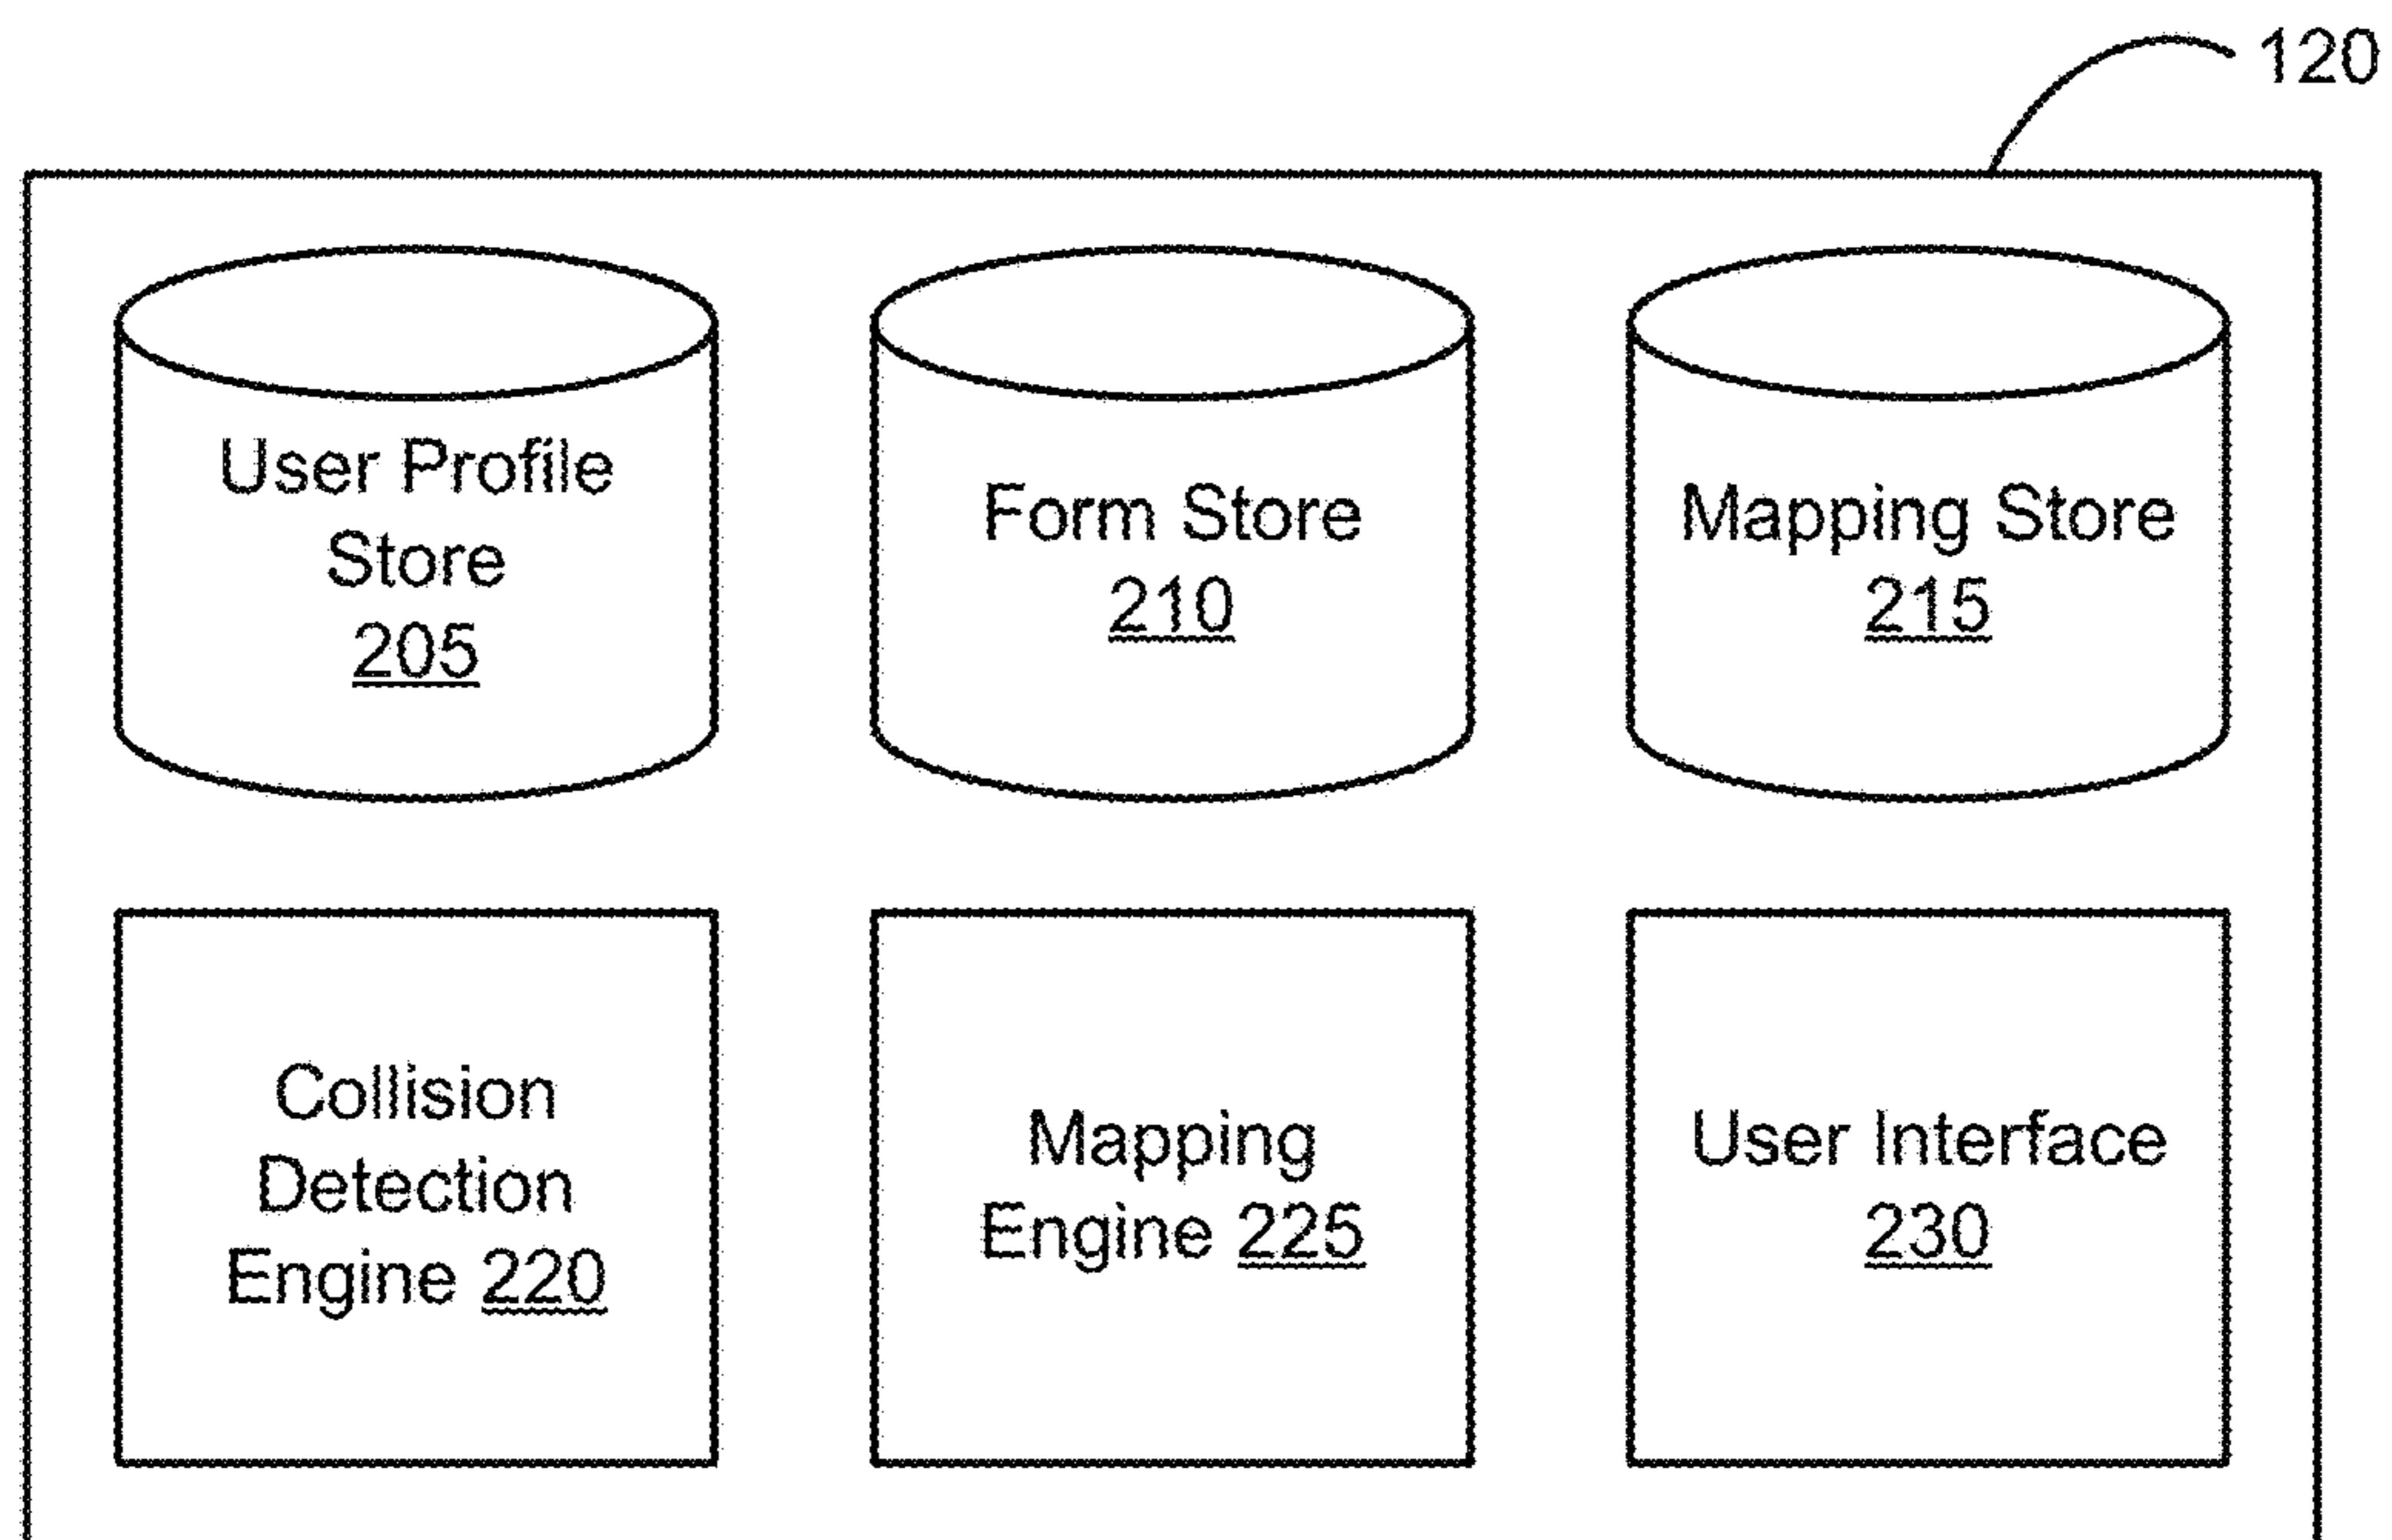 120
User Profile
Store
205
Form Store
210
Mapping Store
215
Collision
Detection
Engine 220
Mapping
Engine 225
User Interface
230